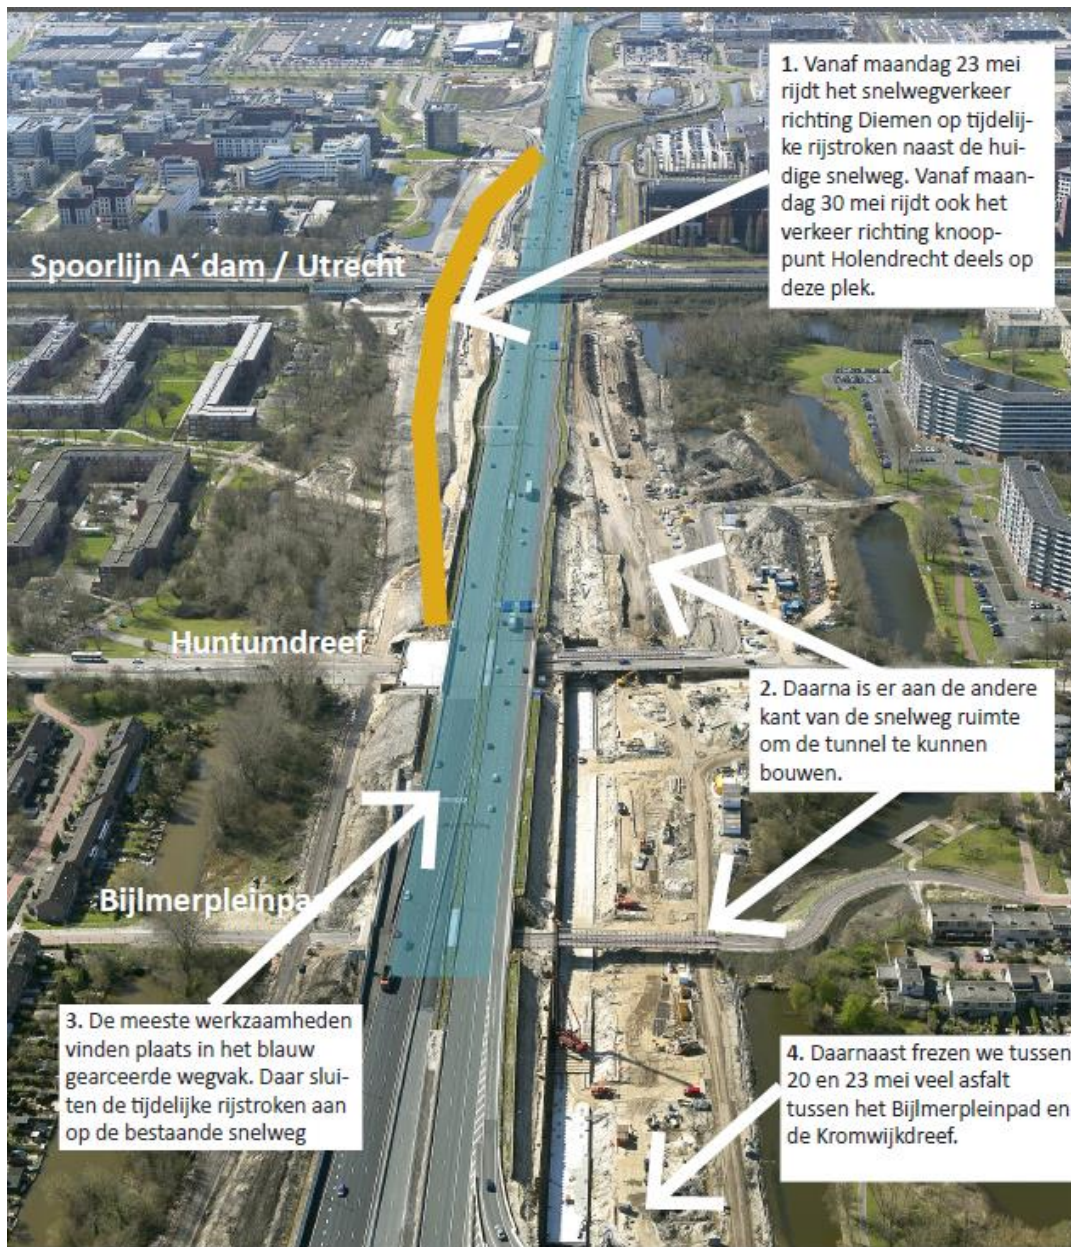 1. Vanaf maandag 23 mei
rijdt het snelwegverkeer
richting Diemen op tijdelij-
ke rijstroken naast de hui-
dige snelweg. Vanaf maan-
dag 30 mei rijdt ook het
verkeer richting knoop-
punt Holendrecht deels op
deze plek.
Spoorlijn A´dam / Utrecht
Huntumdreef
2. Daarna is er aan de andere
kant van de snelweg ruimte
om de tunnel te kunnen
bouwen.
Bijlmerpleinpa
3. De meeste werkzaamheden
vinden plaats in het blauw
gearceerde wegvak. Daar slui-
ten de tijdelijke rijstroken aan
op de bestaande snelweg
4. Daarnaast frezen we tussen
20 en 23 mei veel asfalt
tussen het Bijlmerpleinpad en
de Kromwijkdreef.